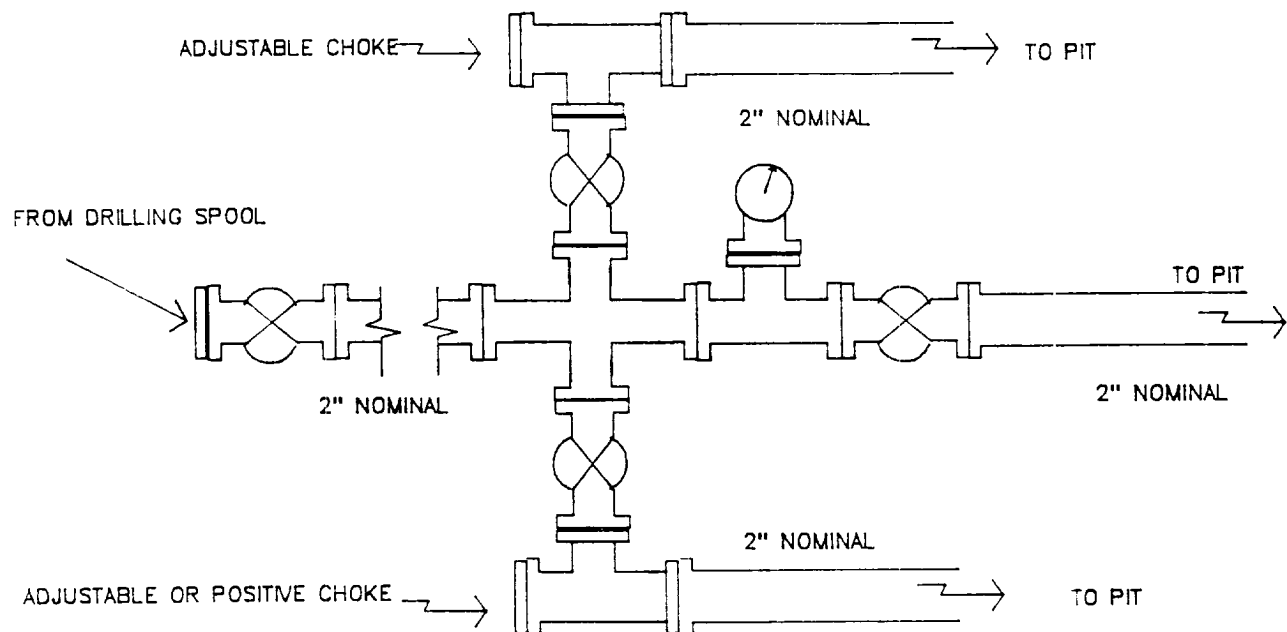 ADJUSTABLE CHOKE
TO PIT
2" NOMINAL
FROM DRILLING SPOOL
TO PIT
2" NOMINAL
2" NOMINAL
2" NOMINAL
ADJUSTABLE OR POSITIVE CHOKE
TO PIT